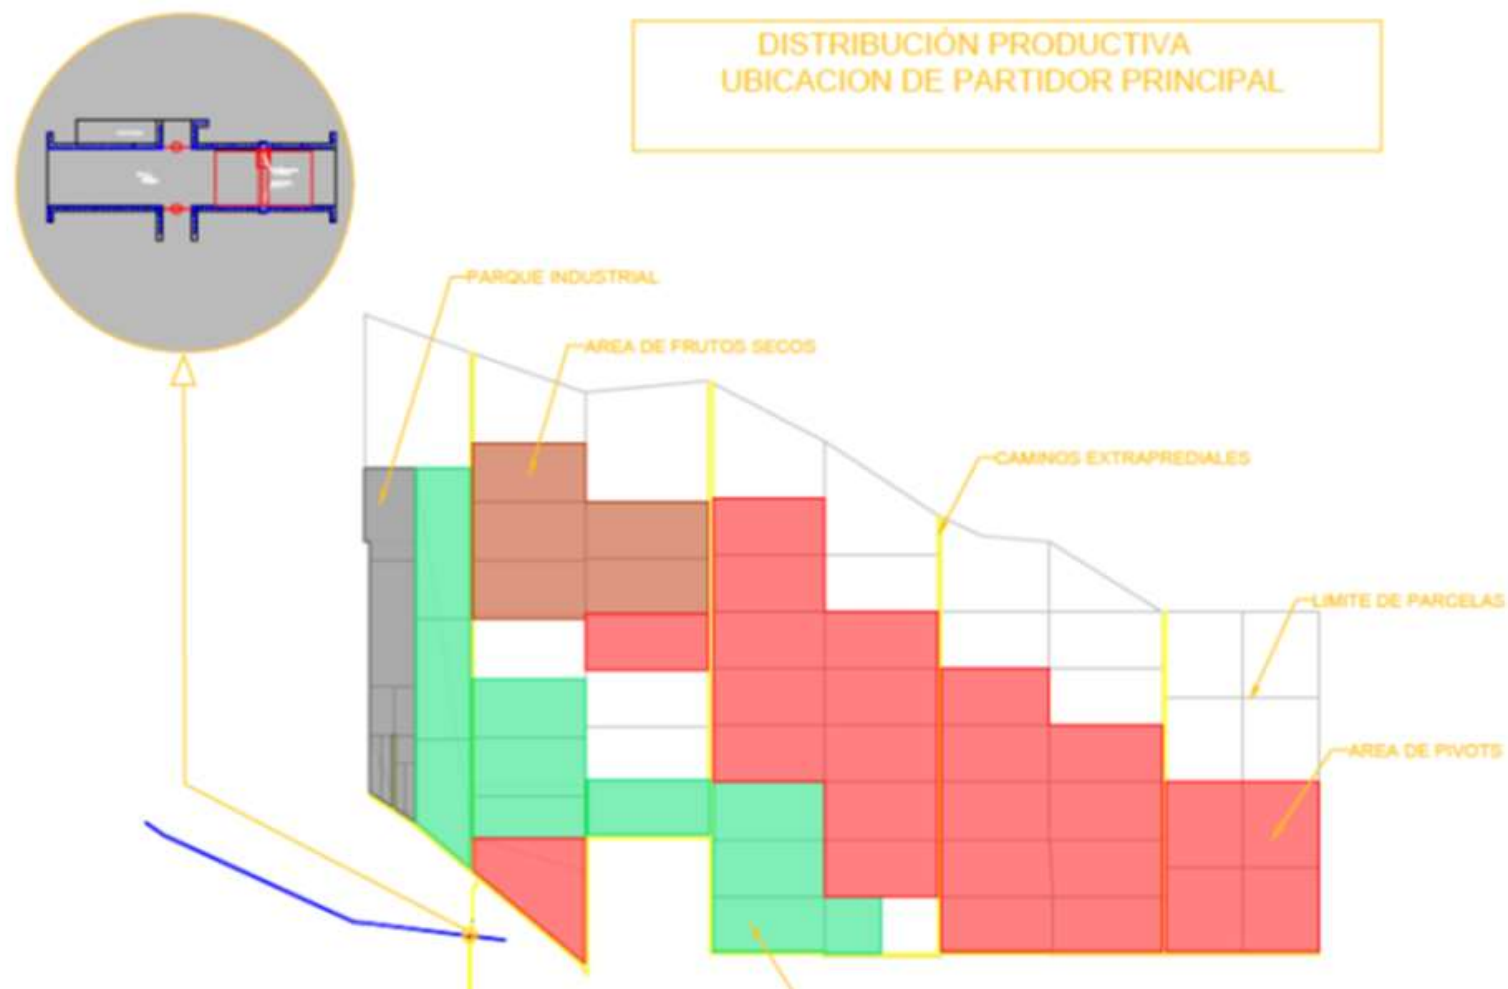 DISTRIBUCIÓN PRODUCTIVA
UBICACION DE PARTIDOR PRINCIPAL
PARQUE INDUSTRIAL
AREA DE FRUTOS SECOS
CAMINOS EXTRAPREDIALES
LIMITE DE PARCELAS
AREA DE PIVOTS